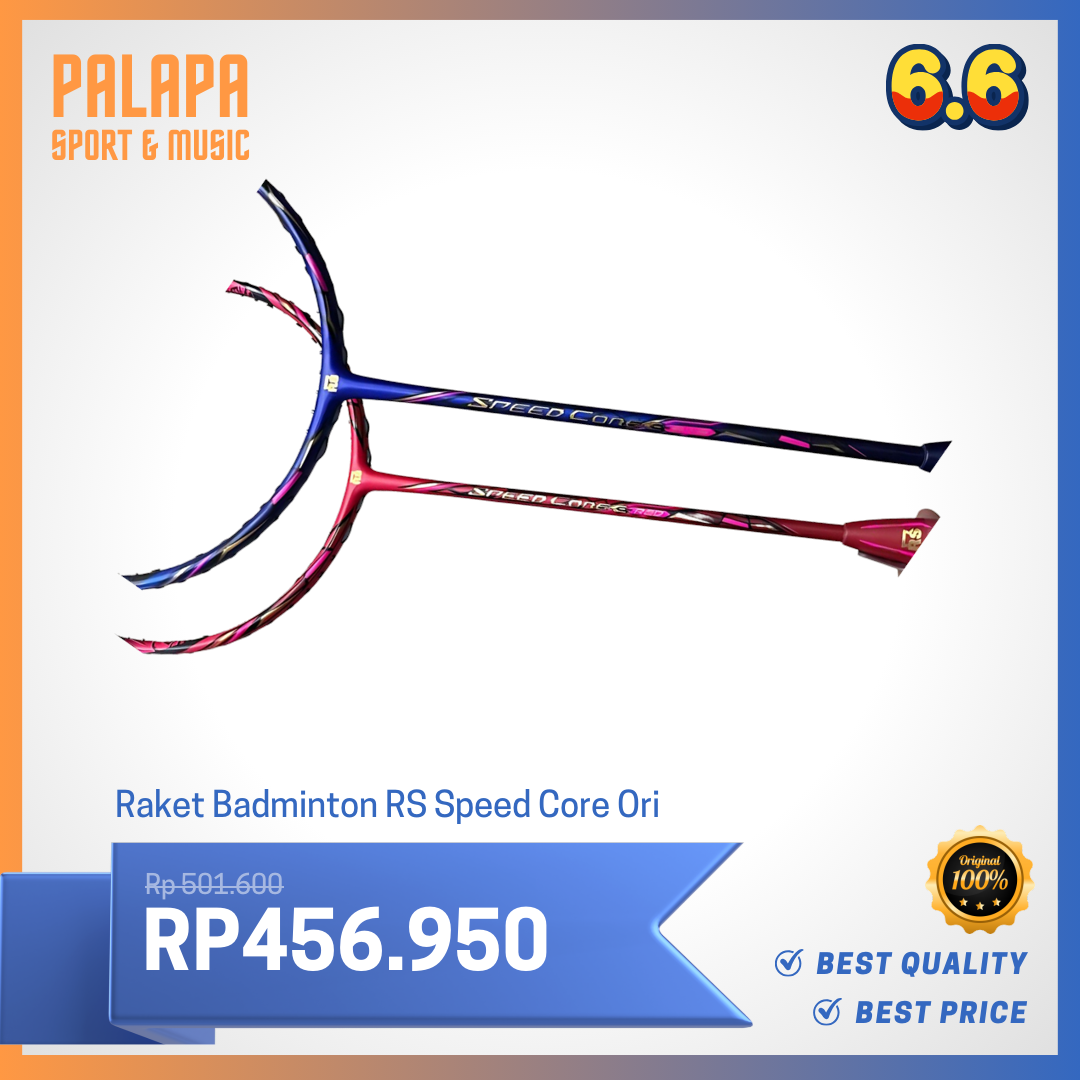 PALAPA
SPORT & MUSIC
6.6
SPEED CORE
SPEED CORE
RS
Raket Badminton RS Speed Core Ori
Rp 501.600
RP456.950
Original
100%
BEST QUALITY
BEST PRICE